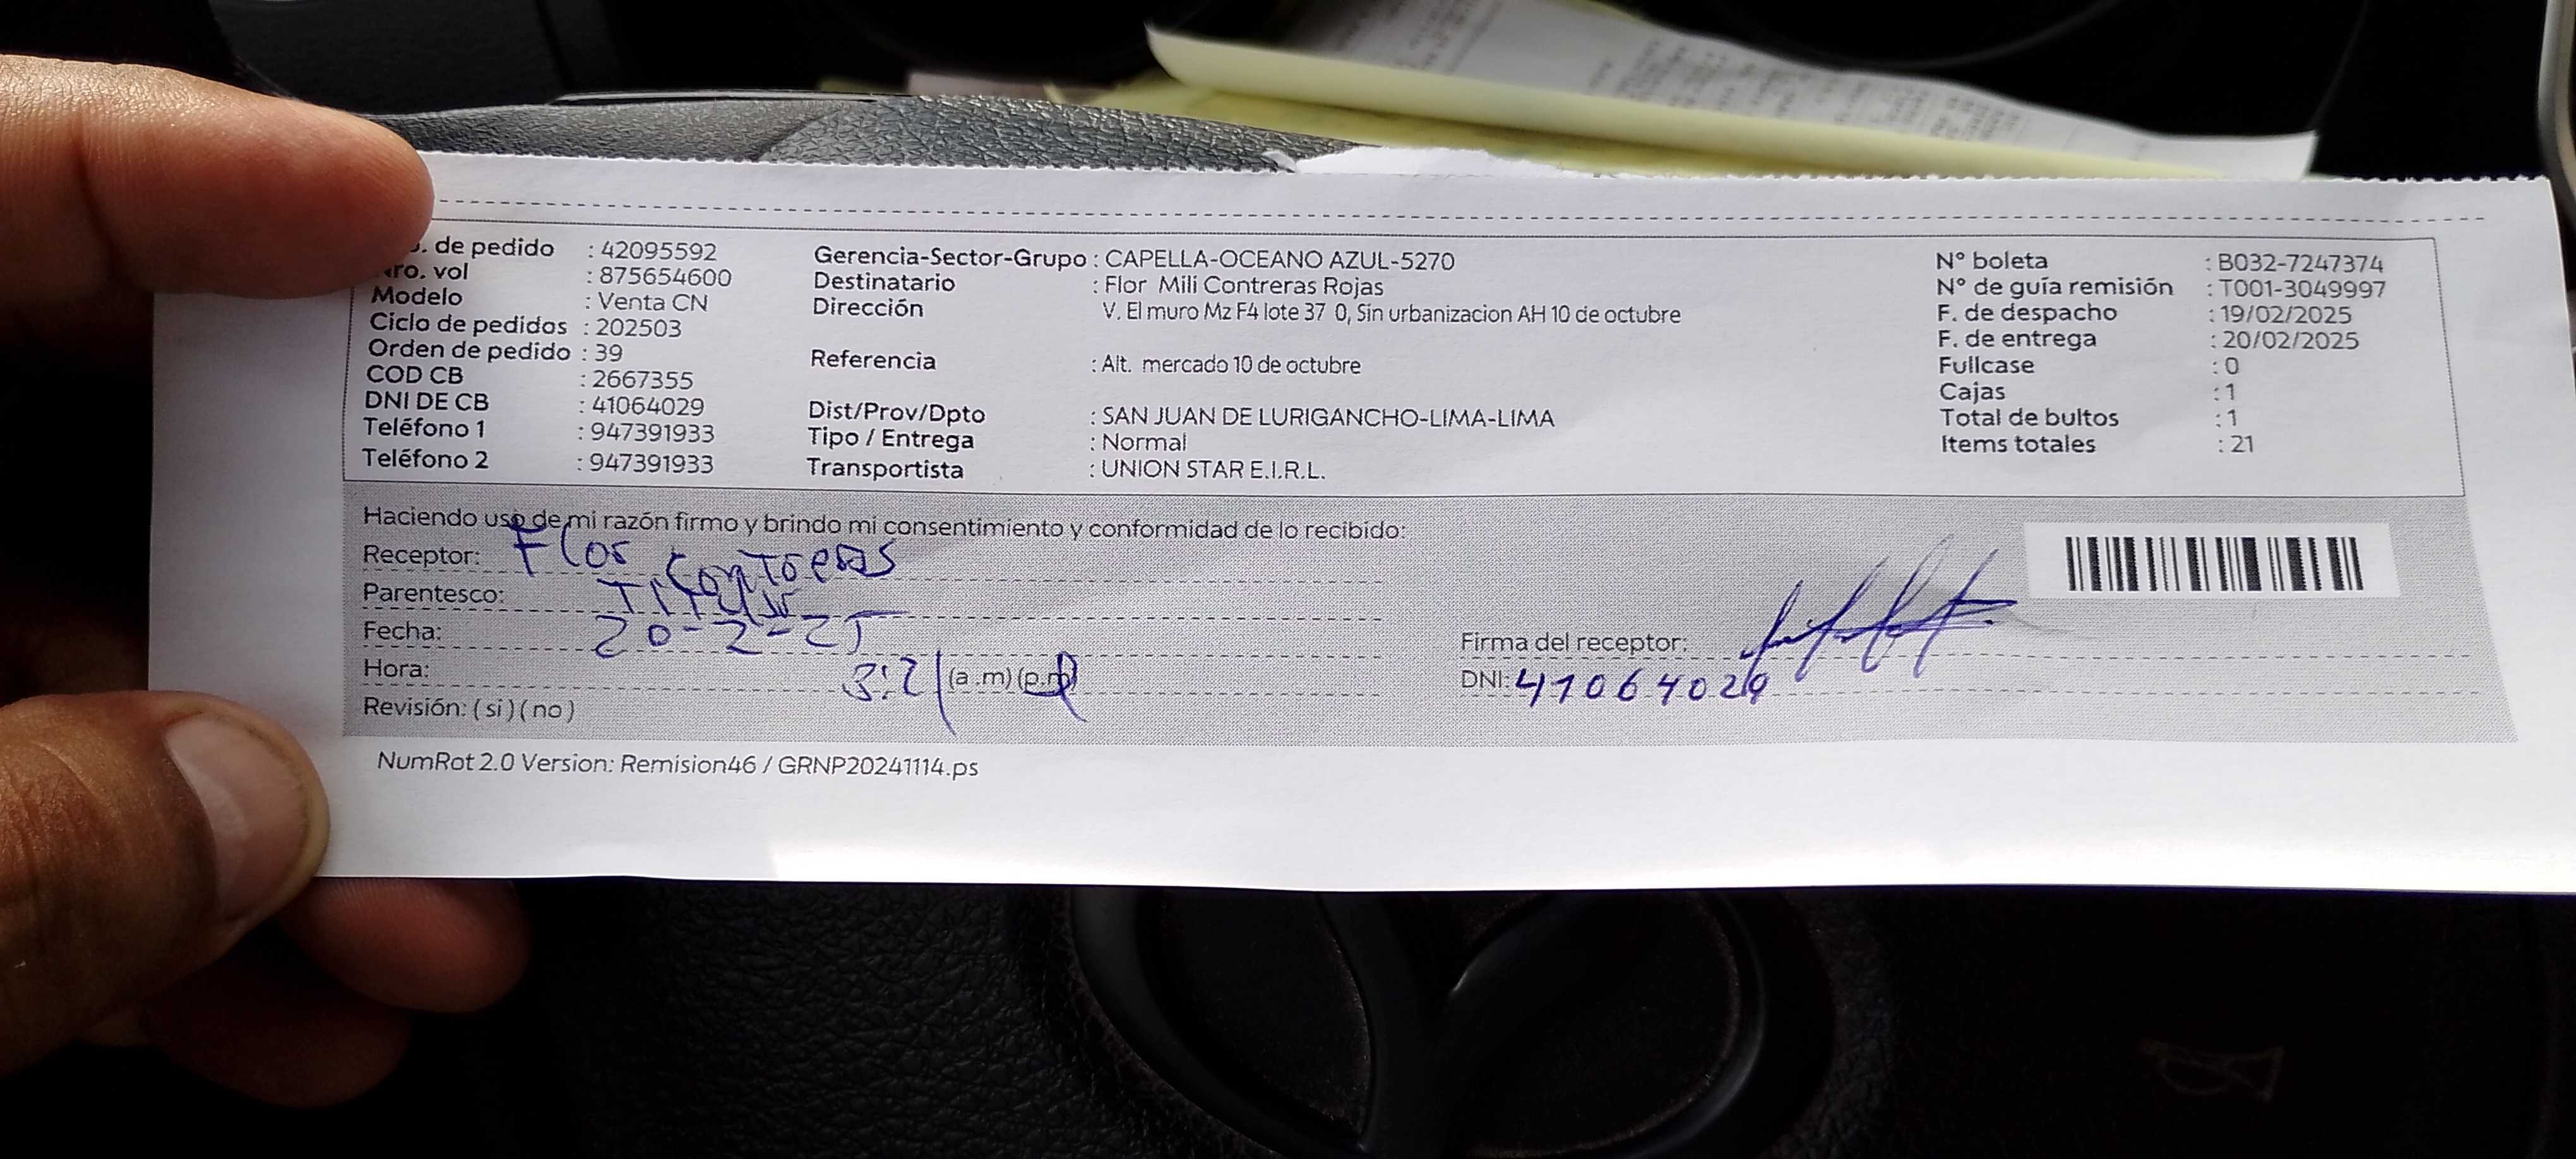 . de pedido : 42095592
ro. vol : 875654600
Modelo : Venta CN
Ciclo de pedidos : 202503
Orden de pedido : 39
COD CB : 2667355
DNI DE CB : 41064029
Teléfono 1 : 947391933
Teléfono 2 : 947391933
Gerencia-Sector-Grupo : CAPELLA-OCEANO AZUL-5270
Destinatario : Flor Mili Contreras Rojas
Dirección V. El muro Mz F4 lote 37 0, Sin urbanizacion AH 10 de octubre
Referencia : Alt. mercado 10 de octubre
Dist/Prov/Dpto : SAN JUAN DE LURIGANCHO-LIMA-LIMA
Tipo / Entrega : Normal
Transportista : UNION STAR E.I.R.L.
N° boleta : B032-7247374
N° de guía remisión : T001-3049997
F. de despacho : 19/02/2025
F. de entrega : 20/02/2025
Fullcase : 0
Cajas : 1
Total de bultos : 1
Items totales : 21
Haciendo uso de mi razón firmo y brindo mi consentimiento y conformidad de lo recibido:
Receptor: Flor Contreras
Parentesco: Titular
Fecha: 20-2-25
Hora: 3:21 (a.m) (p.m)
Revisión: ( si ) ( no )
Firma del receptor:
DNI: 41064029
NumRot 2.0 Version: Remision46 / GRNP20241114.ps